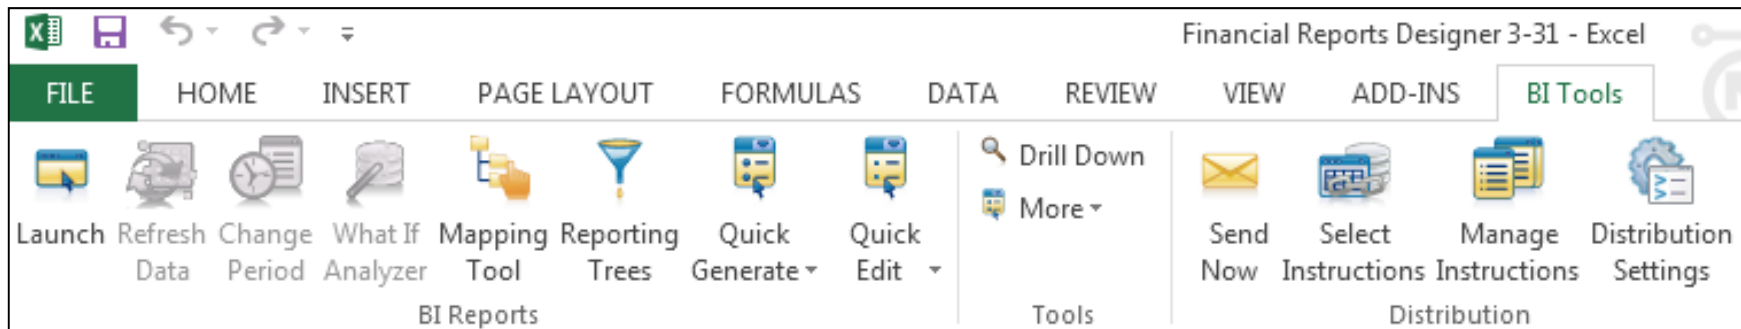 Financial Reports Designer 3-31 - Excel
FILE HOME INSERT PAGE LAYOUT FORMULAS DATA REVIEW VIEW ADD-INS BI Tools
Drill Down
More
Launch Refresh Change What If Mapping Reporting Quick Quick Send Select Manage Distribution
Data Period Analyzer Tool Trees Generate Edit Now Instructions Instructions Settings
BI Reports Tools Distribution